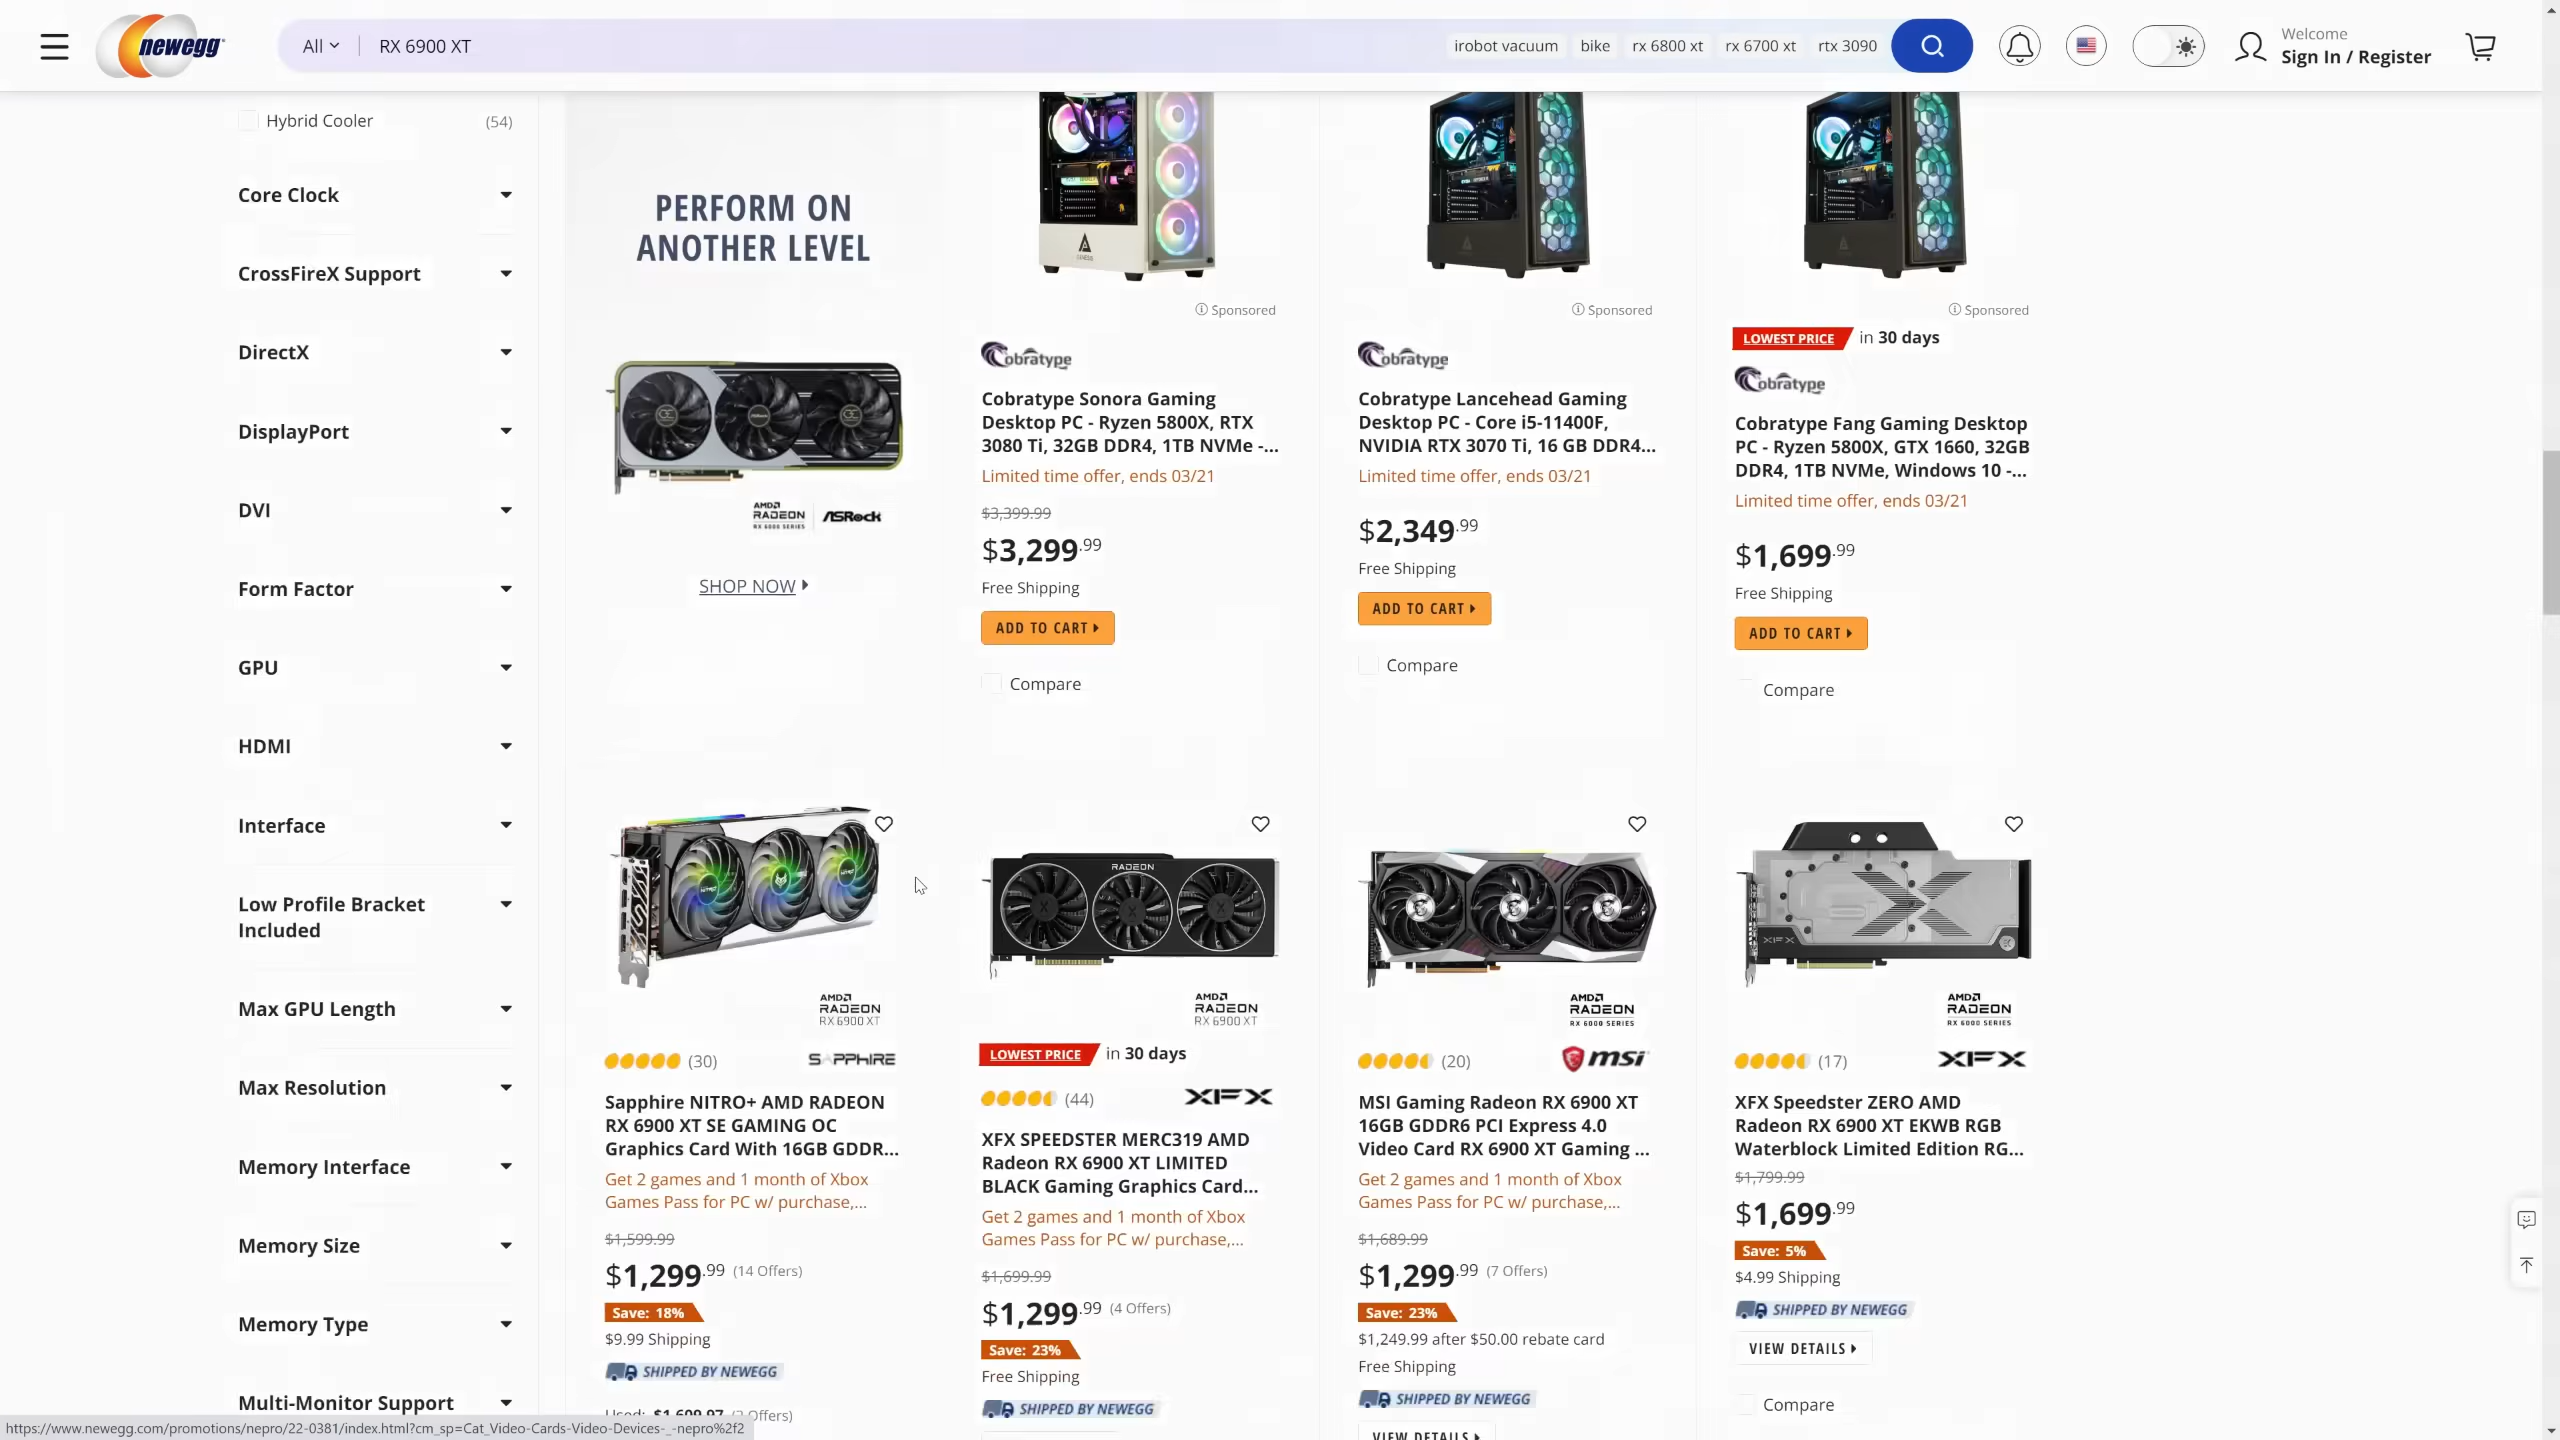 newegg
All
RX 6900 XT
irobot vacuum
bike
rx 6800 xt
rx 6700 xt
rtx 3090
Welcome
Sign In / Register
Hybrid Cooler
(54)
Core Clock
CrossFireX Support
DirectX
DisplayPort
DVI
Form Factor
GPU
HDMI
Interface
Low Profile Bracket
Included
Max GPU Length
Max Resolution
Memory Interface
Memory Size
Memory Type
Multi-Monitor Support
PERFORM ON
ANOTHER LEVEL
AMD
RADEON
RX 6000 SERIES
ASRock
SHOP NOW
Sponsored
Cobratype
Cobratype Sonora Gaming
Desktop PC - Ryzen 5800X, RTX
3080 Ti, 32GB DDR4, 1TB NVMe -...
Limited time offer, ends 03/21
$3,399.99
$3,299.99
Free Shipping
ADD TO CART
Compare
Sponsored
Cobratype
Cobratype Lancehead Gaming
Desktop PC - Core i5-11400F,
NVIDIA RTX 3070 Ti, 16 GB DDR4...
Limited time offer, ends 03/21
$2,349.99
Free Shipping
ADD TO CART
Compare
Sponsored
LOWEST PRICE in 30 days
Cobratype
Cobratype Fang Gaming Desktop
PC - Ryzen 5800X, GTX 1660, 32GB
DDR4, 1TB NVMe, Windows 10 -...
Limited time offer, ends 03/21
$1,699.99
Free Shipping
ADD TO CART
Compare
AMD
RADEON
RX 6900 XT
(30)
SAPPHIRE
Sapphire NITRO+ AMD RADEON
RX 6900 XT SE GAMING OC
Graphics Card With 16GB GDDR...
Get 2 games and 1 month of Xbox
Games Pass for PC w/ purchase,...
$1,599.99
$1,299.99 (14 Offers)
Save: 18%
$9.99 Shipping
SHIPPED BY NEWEGG
RADEON
AMD
RADEON
RX 6900 XT
LOWEST PRICE in 30 days
(44)
XFX
XFX SPEEDSTER MERC319 AMD
Radeon RX 6900 XT LIMITED
BLACK Gaming Graphics Card...
Get 2 games and 1 month of Xbox
Games Pass for PC w/ purchase,...
$1,699.99
$1,299.99 (4 Offers)
Save: 23%
Free Shipping
SHIPPED BY NEWEGG
AMD
RADEON
RX 6000 SERIES
(20)
msi
MSI Gaming Radeon RX 6900 XT
16GB GDDR6 PCI Express 4.0
Video Card RX 6900 XT Gaming ...
Get 2 games and 1 month of Xbox
Games Pass for PC w/ purchase,...
$1,689.99
$1,299.99 (7 Offers)
Save: 23%
$1,249.99 after $50.00 rebate card
Free Shipping
SHIPPED BY NEWEGG
VIEW DETAILS
XFX
AMD
RADEON
RX 6000 SERIES
(17)
XFX
XFX Speedster ZERO AMD
Radeon RX 6900 XT EKWB RGB
Waterblock Limited Edition RG...
$1,799.99
$1,699.99
Save: 5%
$4.99 Shipping
SHIPPED BY NEWEGG
VIEW DETAILS
Compare
https://www.newegg.com/promotions/nepro/22-0381/index.html?cm_sp=Cat_Video-Cards-Video-Devices-_-nepro%2f2